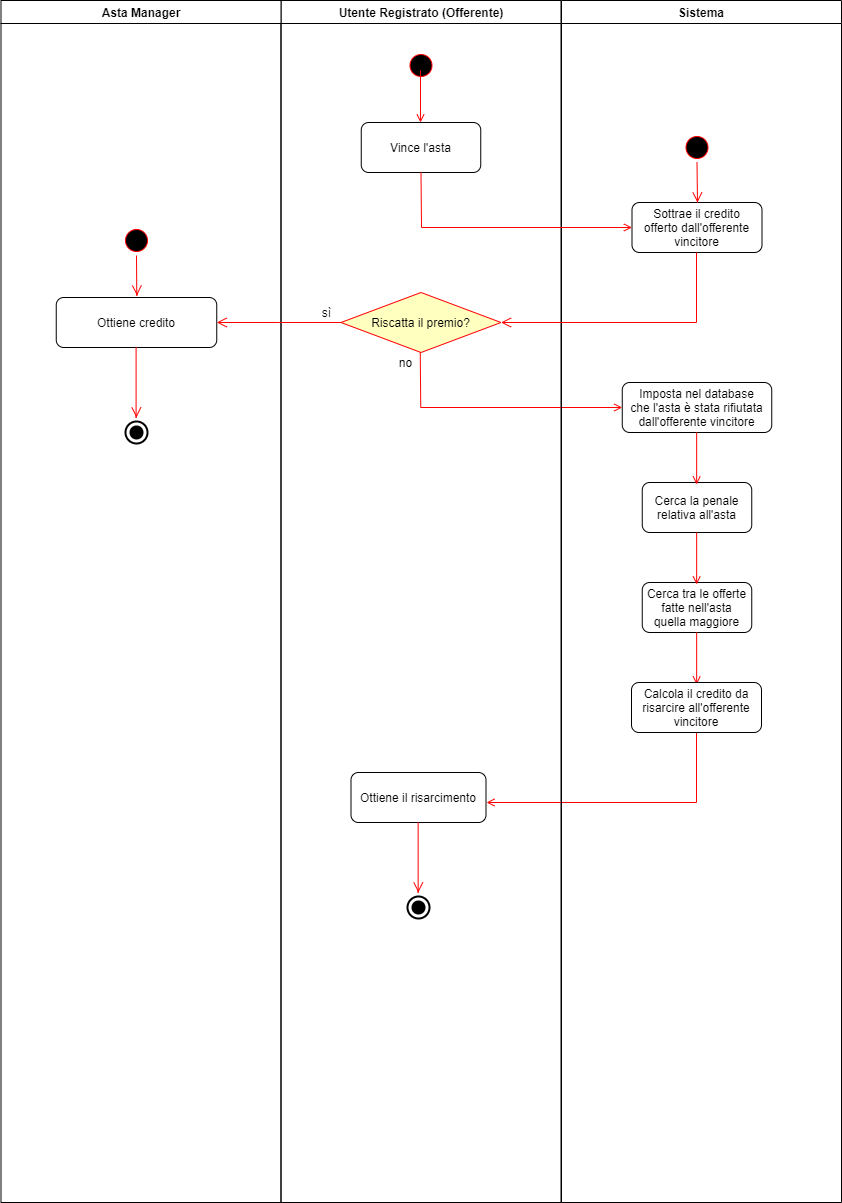 Asta Manager
Utente Registrato (Offerente)
Sistema
Vince l'asta
Sottrae il credito
offerto dall'offerente
vincitore
Ottiene credito
sì
Riscatta il premio?
no
Imposta nel database
che l'asta è stata rifiutata
dall'offerente vincitore
Cerca la penale
relativa all'asta
Cerca tra le offerte
fatte nell'asta
quella maggiore
Calcola il credito da
risarcire all'offerente
vincitore
Ottiene il risarcimento